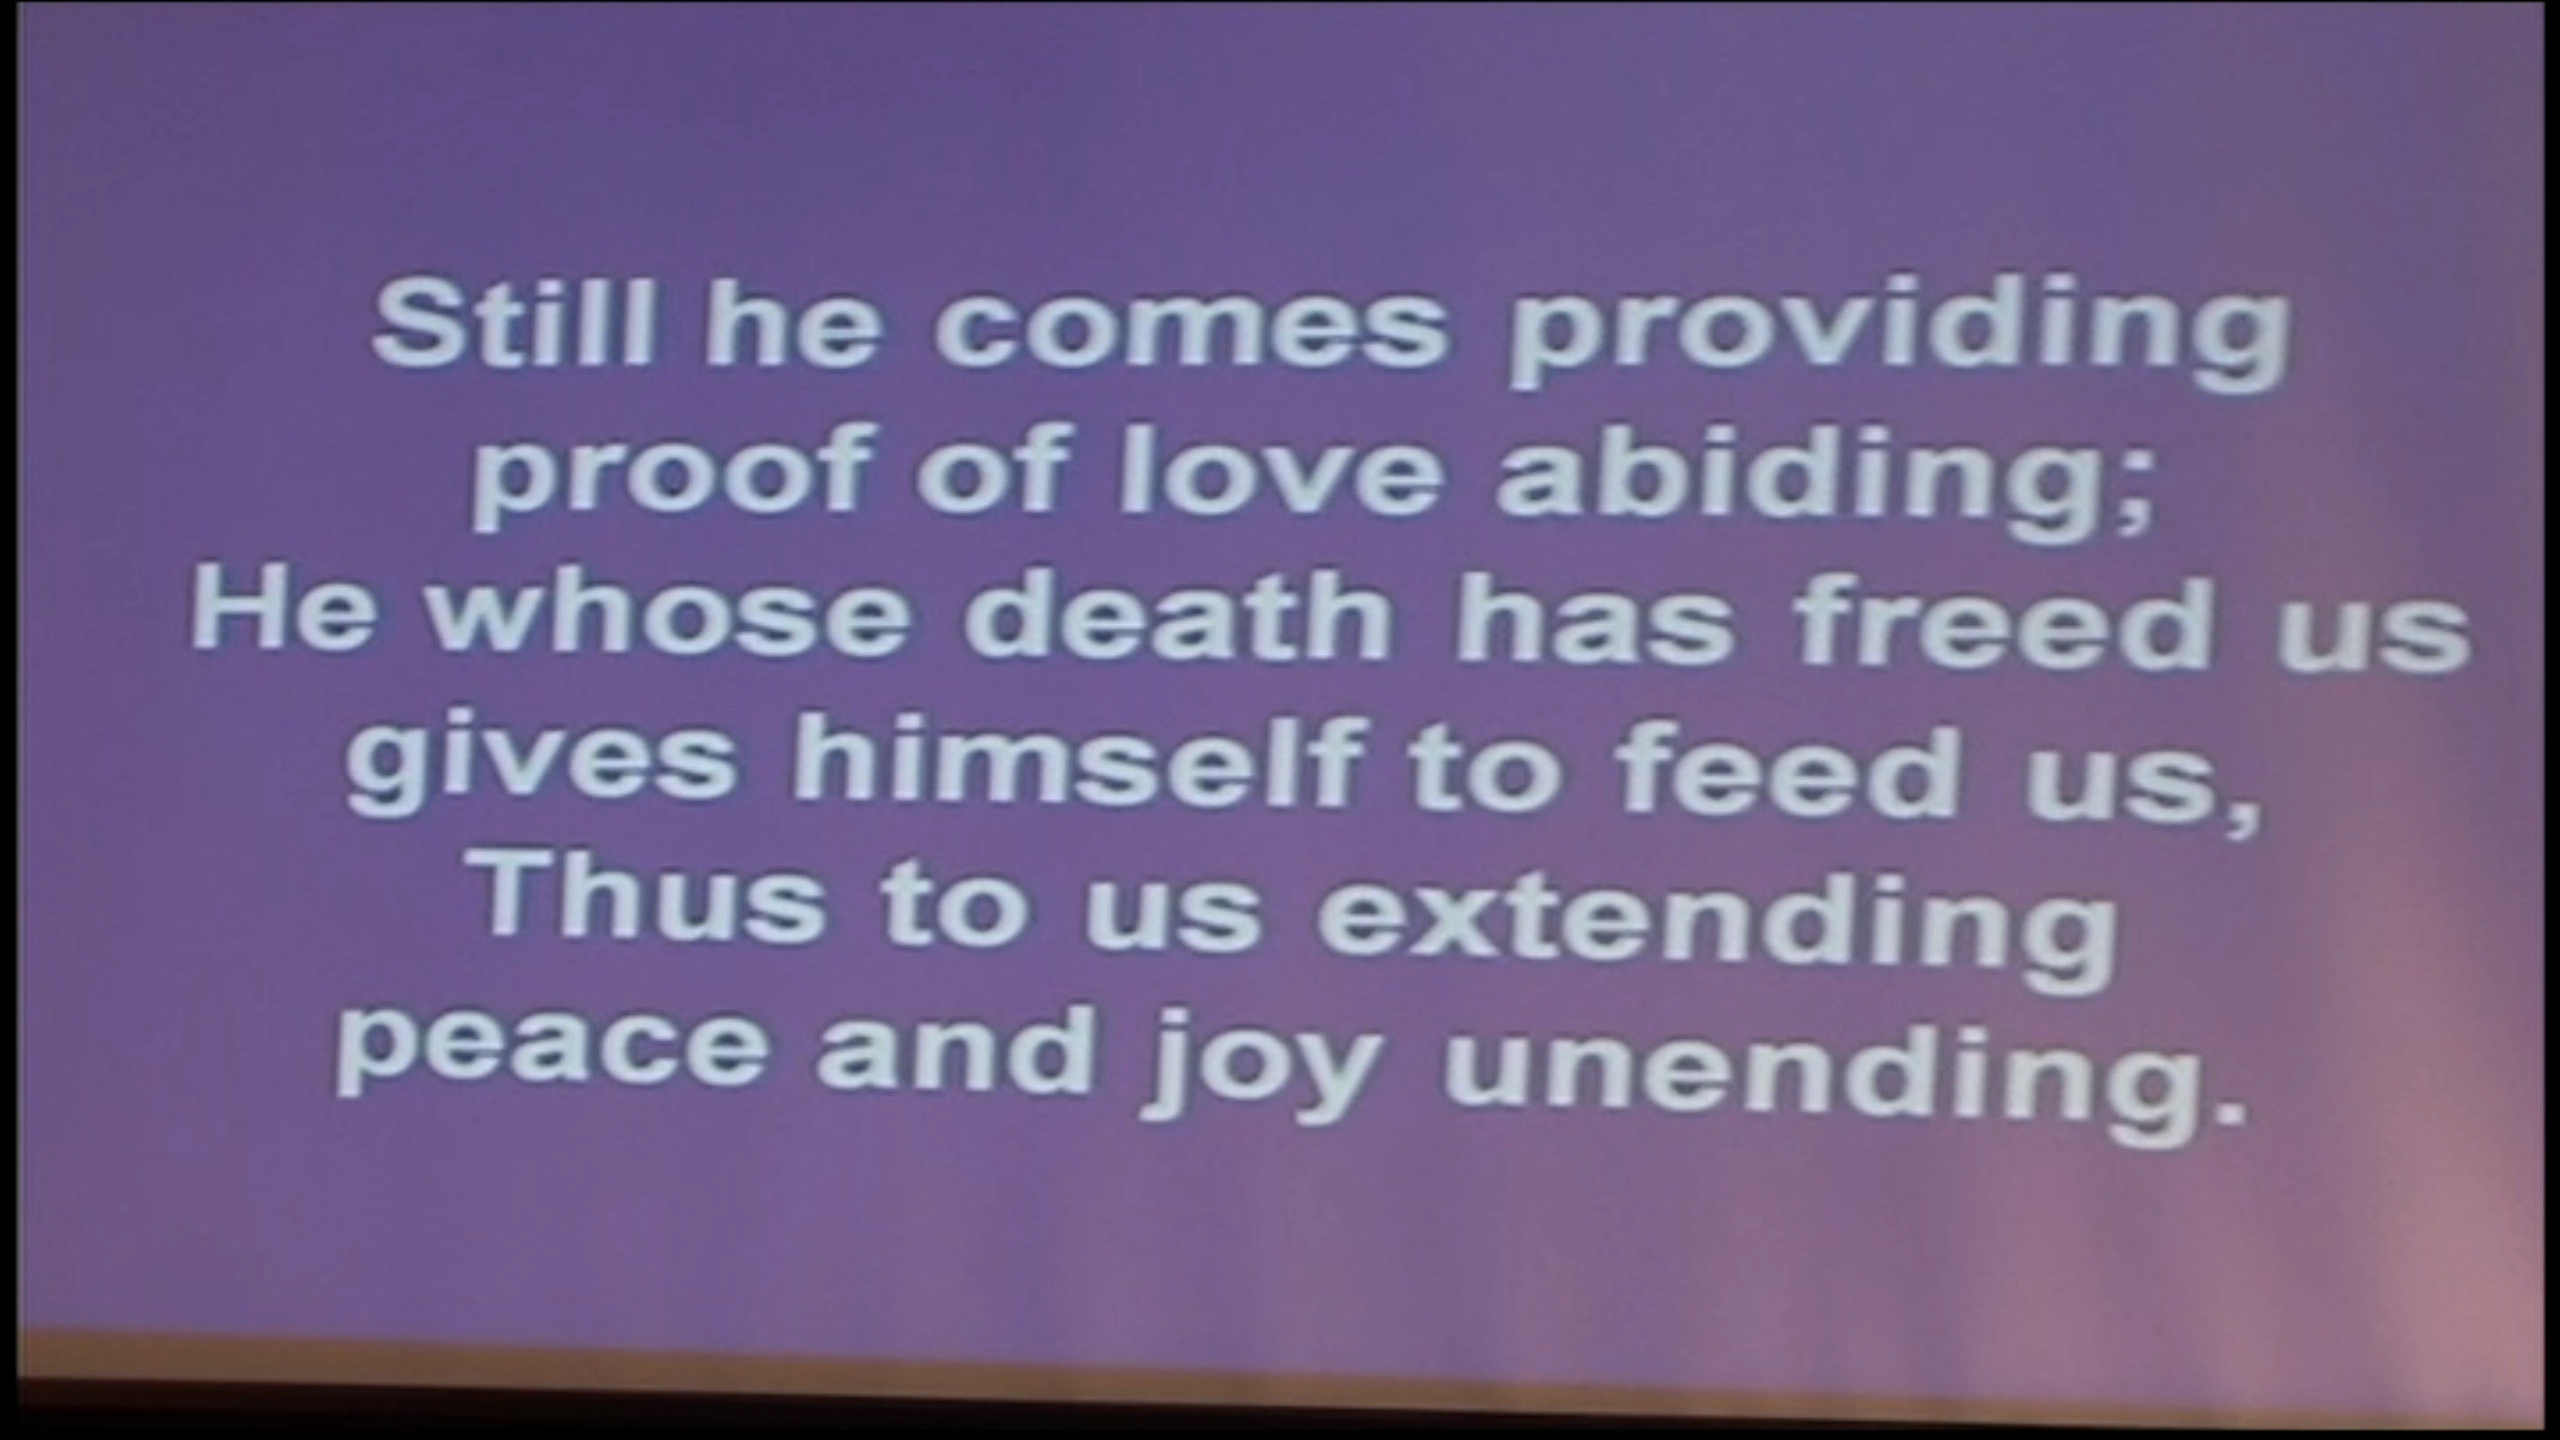 Still he comes providing
proof of love abiding;
He whose death has freed us
gives himself to feed us,
Thus to us extending
peace and joy unending.